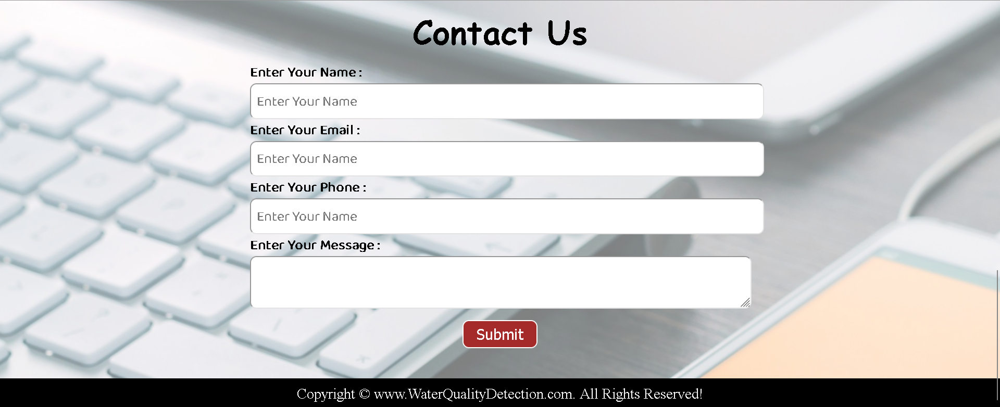 Contact Us
Enter Your Name :
Enter Your Name
Enter Your Email :
Enter Your Name
Enter Your Phone :
Enter Your Name
Enter Your Message :
Submit
Copyright © www.WaterQualityDetection.com. All Rights Reserved!